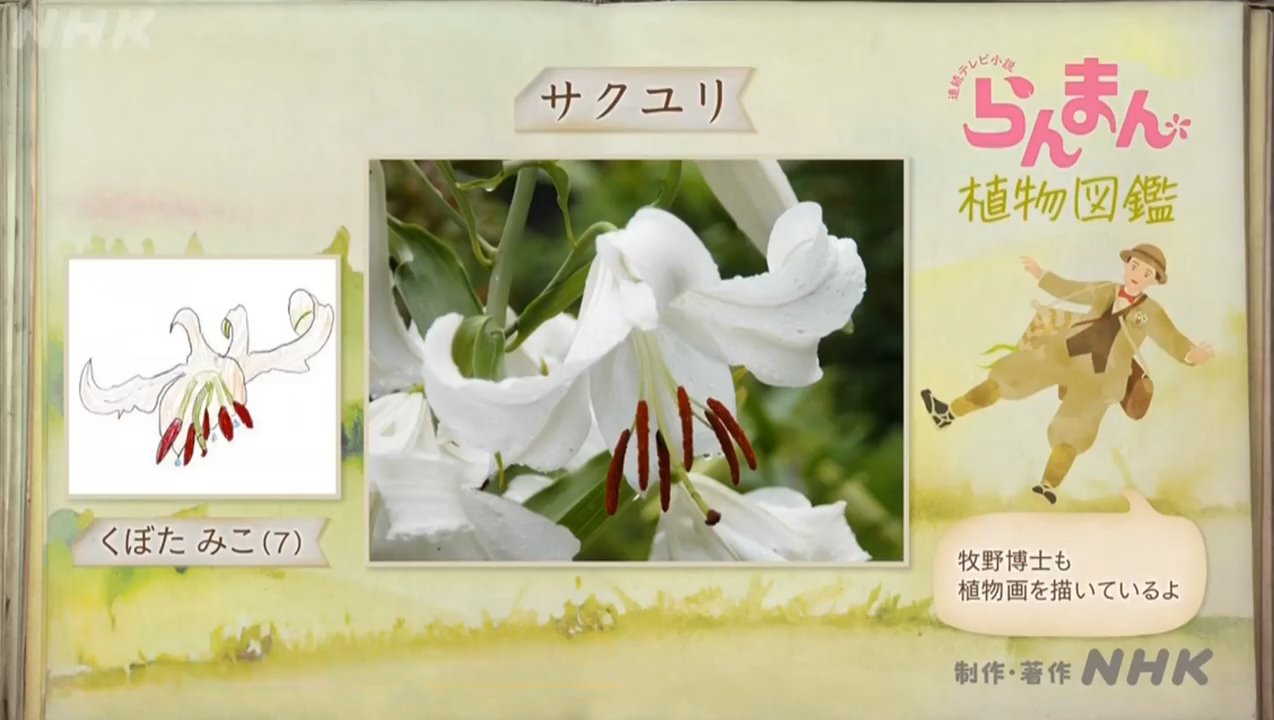 NHK
サクユリ
連続テレビ小説
らんまん
植物図鑑
くぼた みこ(7)
牧野博士も
植物画を描いているよ
制作・著作 NHK